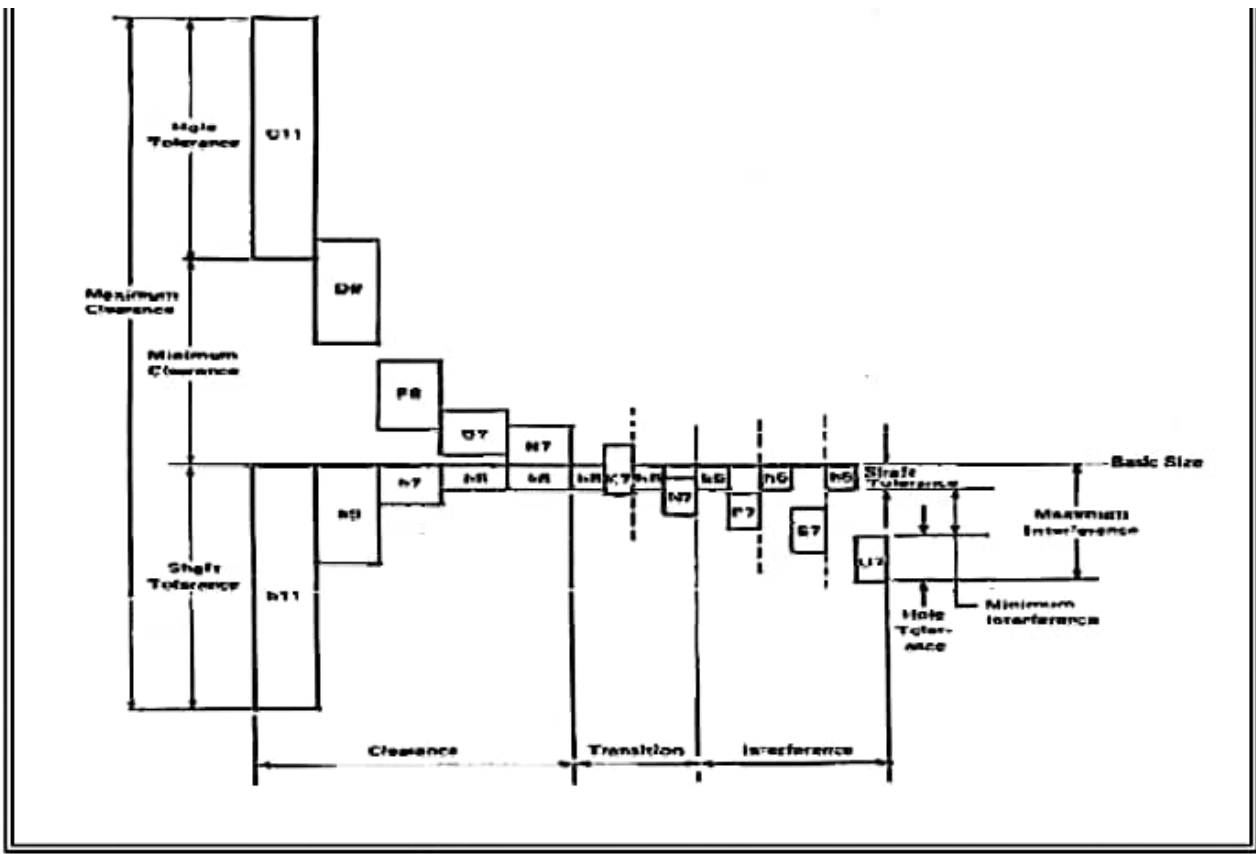 Hole
Tolerance
C11
D9
Maximum
Clearance
Minimum
Clearance
F8
G7
H7
h7
h6
h6
h6
K7
h6
N7
h6
P7
h6
S7
h6
Shaft
Tolerance
Basic Size
h9
Maximum
Interference
U7
Shaft
Tolerance
h11
Hole
Toler-
ance
Minimum
Interference
Clearance
Transition
Interference